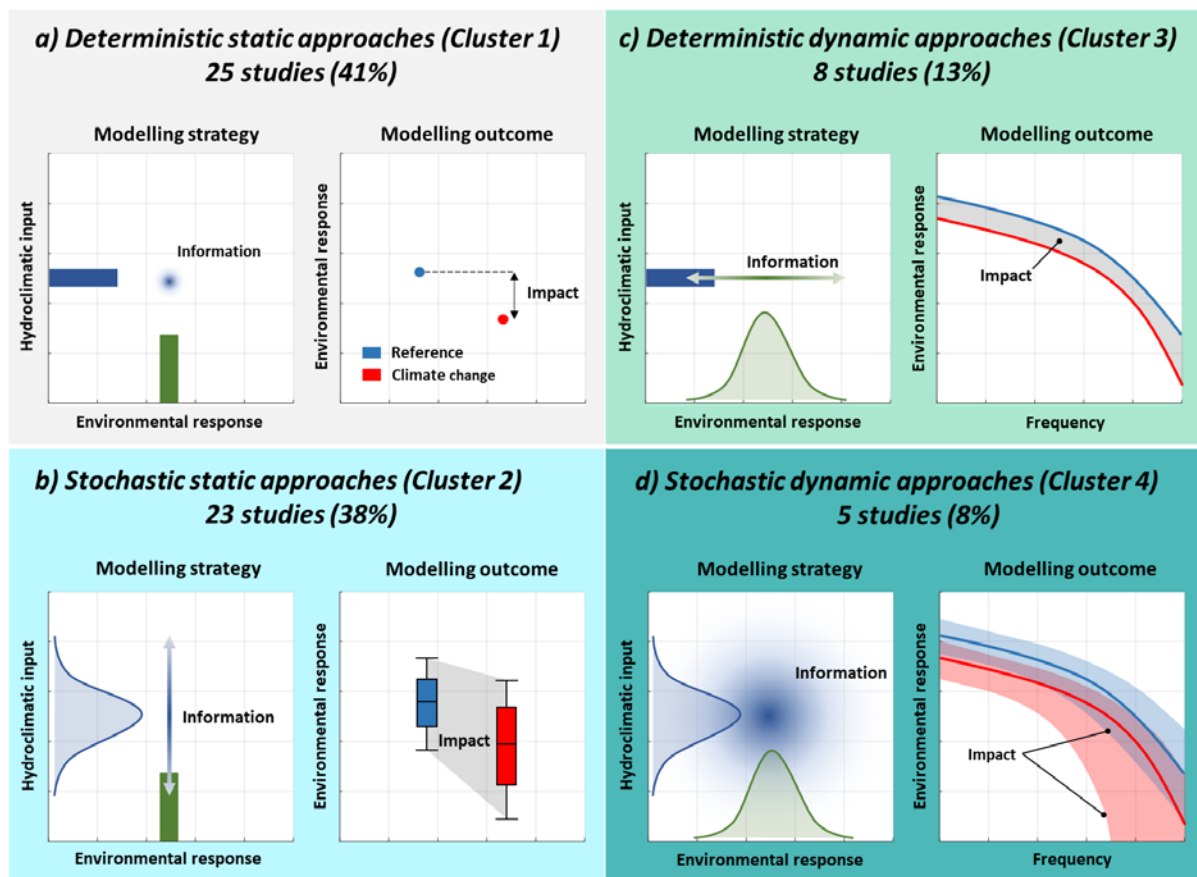 a) Deterministic static approaches (Cluster 1)
25 studies (41%)
Modelling strategy
Hydroclimatic input
Information
Environmental response
Modelling outcome
Environmental response
Impact
Reference
Climate change
c) Deterministic dynamic approaches (Cluster 3)
8 studies (13%)
Modelling strategy
Hydroclimatic input
Information
Environmental response
Modelling outcome
Environmental response
Impact
Frequency
b) Stochastic static approaches (Cluster 2)
23 studies (38%)
Modelling strategy
Hydroclimatic input
Information
Environmental response
Modelling outcome
Environmental response
Impact
d) Stochastic dynamic approaches (Cluster 4)
5 studies (8%)
Modelling strategy
Hydroclimatic input
Information
Environmental response
Modelling outcome
Environmental response
Impact
Frequency